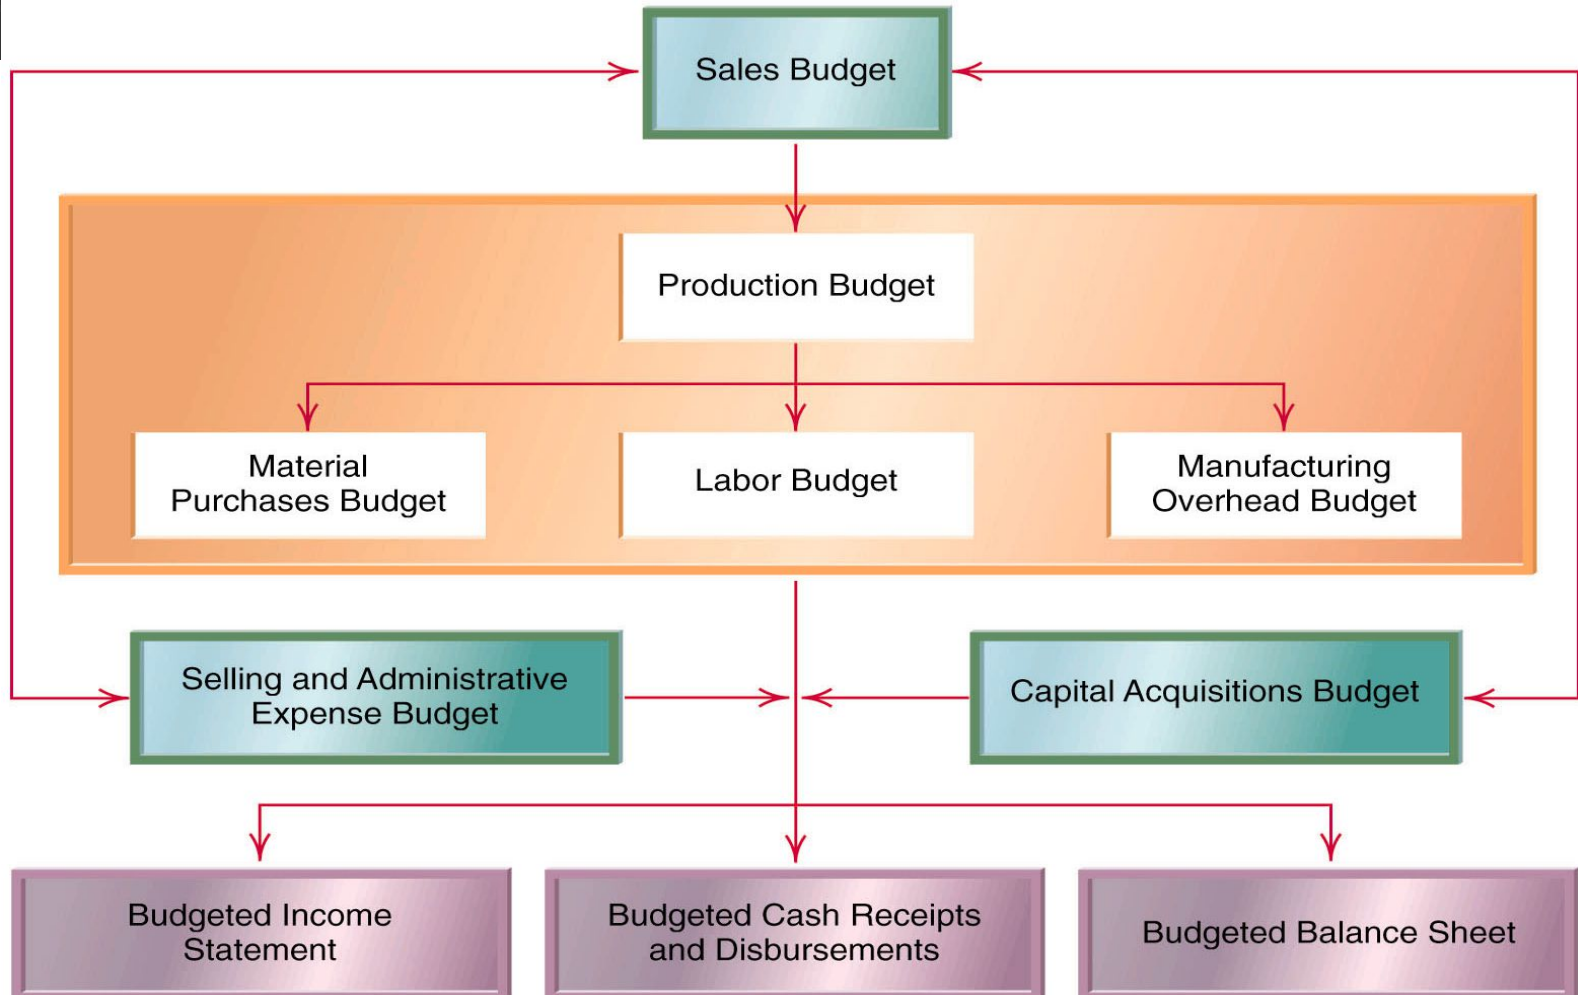 Sales Budget
Production Budget
Material
Purchases Budget
Labor Budget
Manufacturing
Overhead Budget
Selling and Administrative
Expense Budget
Capital Acquisitions Budget
Budgeted Income
Statement
Budgeted Cash Receipts
and Disbursements
Budgeted Balance Sheet